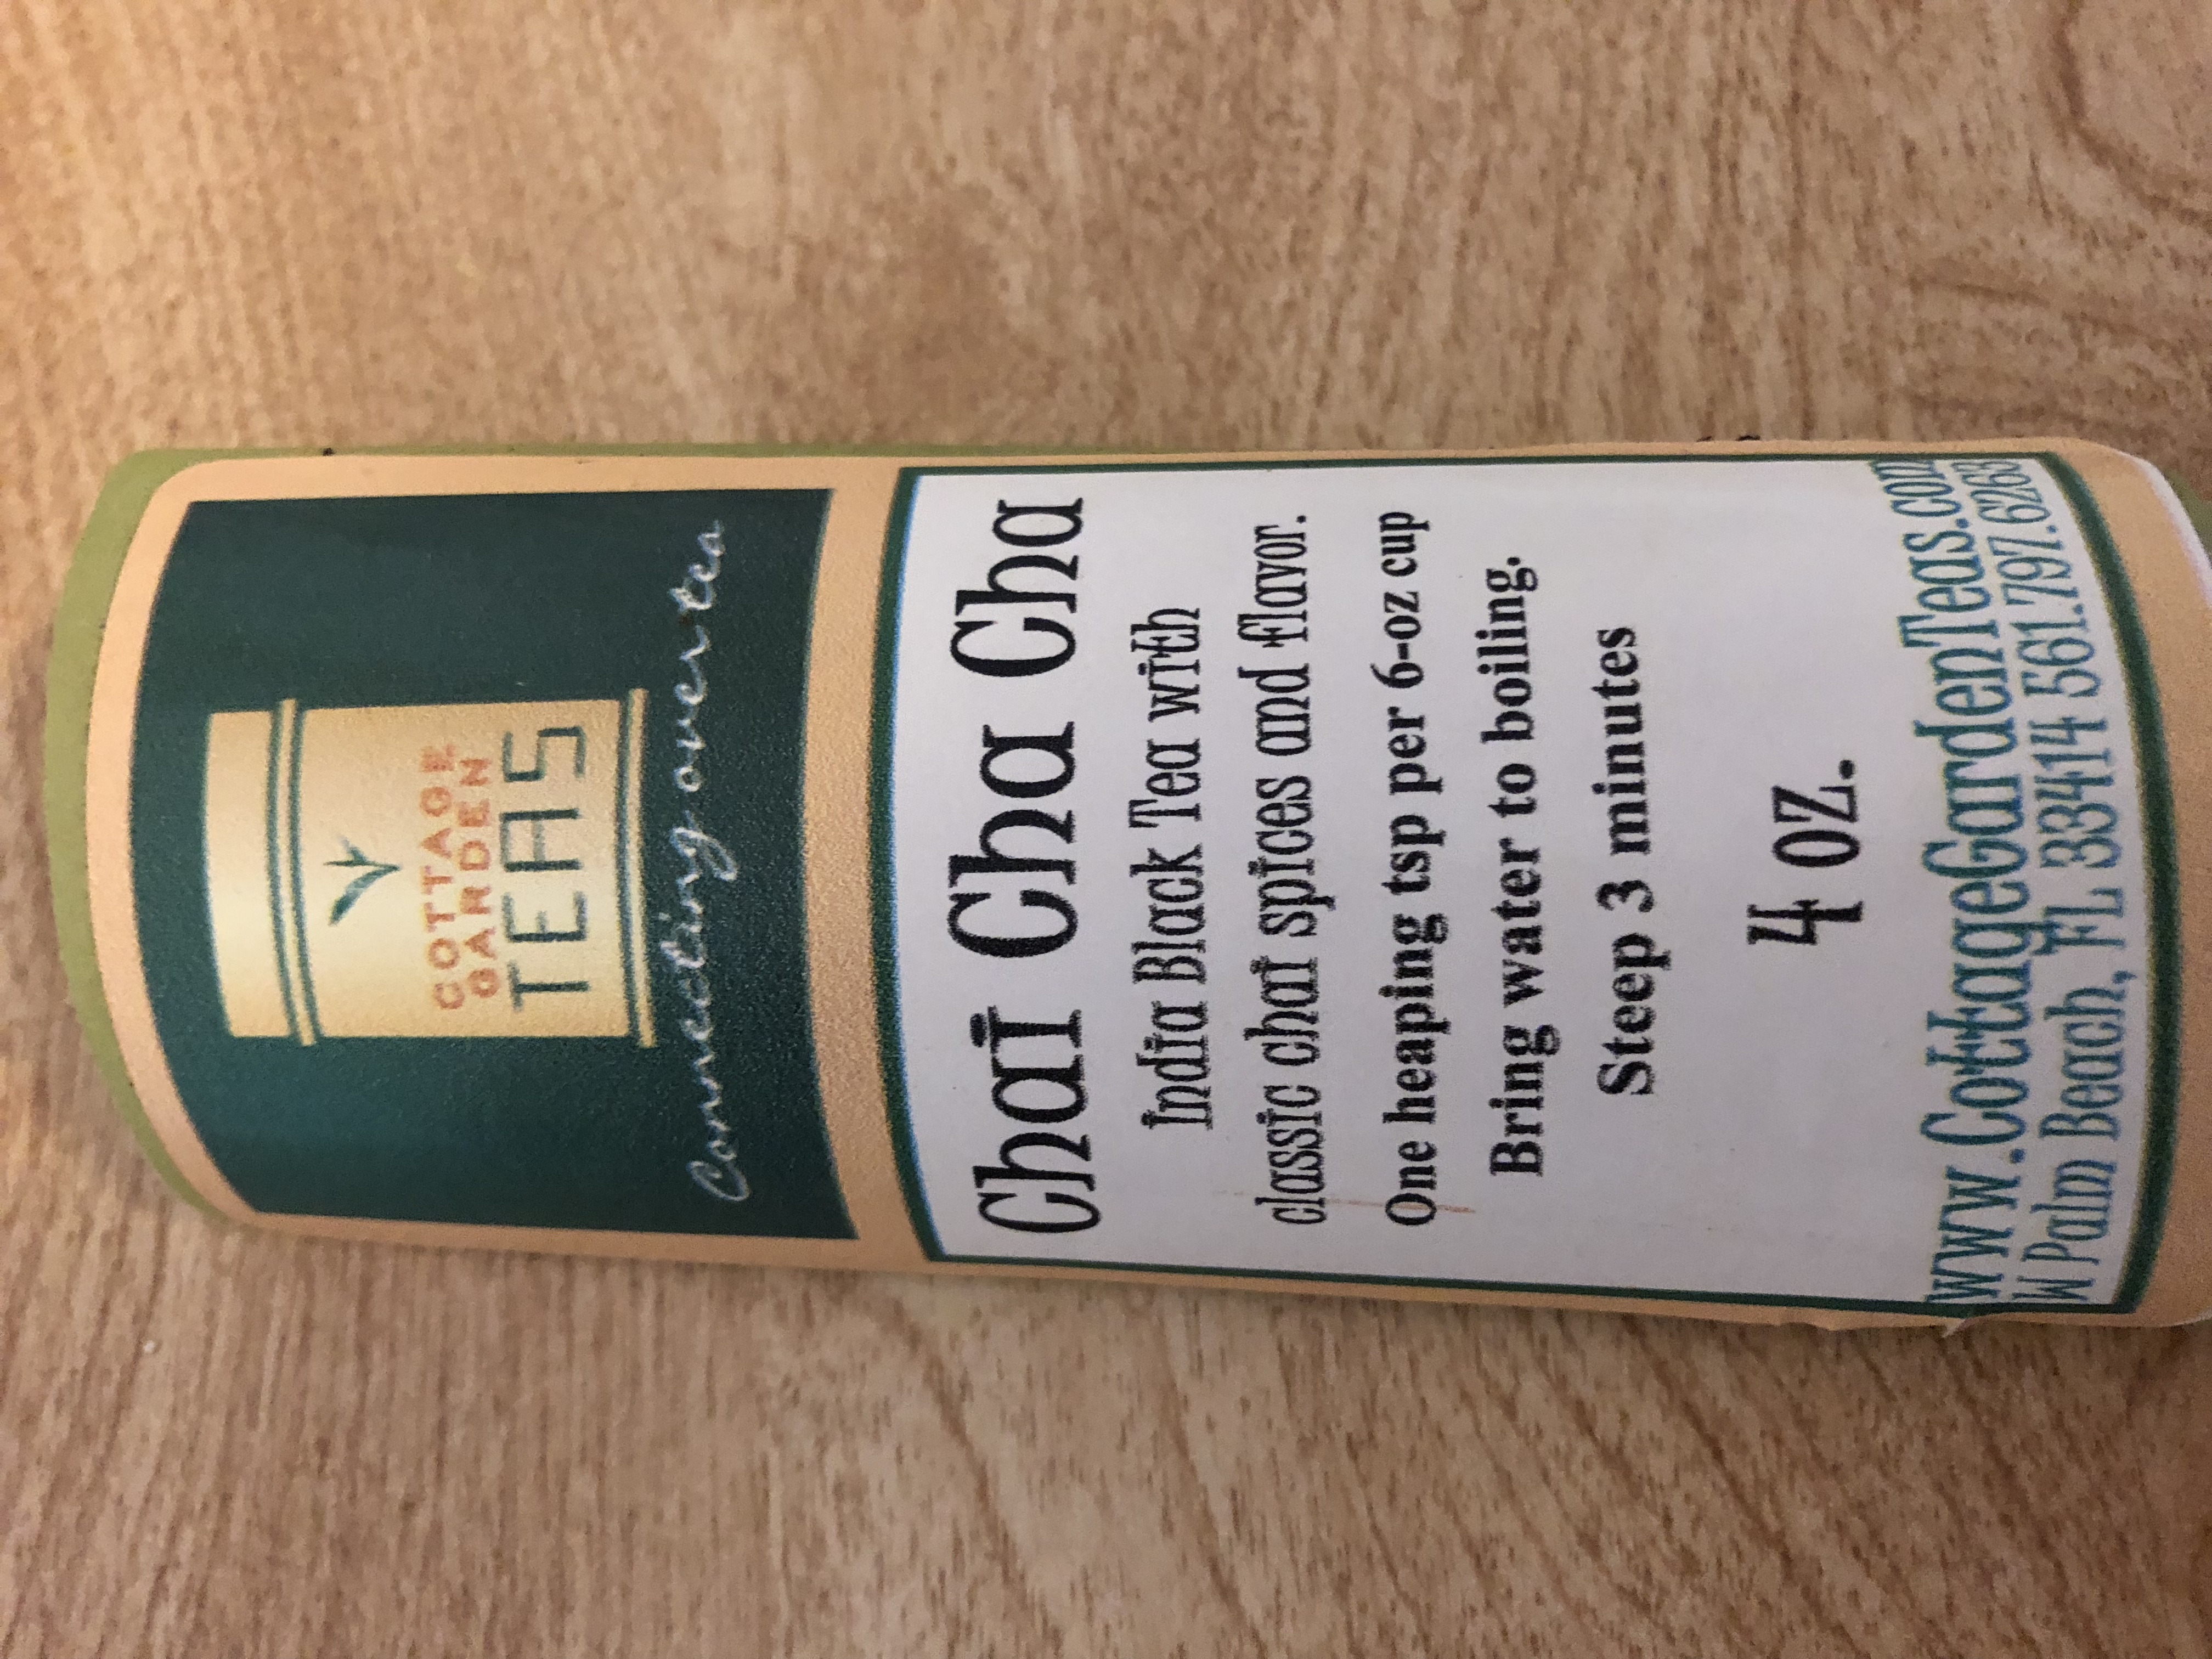 COTTAGE
GARDEN
TEAS
Connecting over tea
Chai Cha Cha
India Black Tea with
classic chai spices and flavor.
One heaping tsp per 6-oz cup
Bring water to boiling.
Steep 3 minutes
4 oz.
www.CottageGardenTeas.com
W Palm Beach, FL 33414 561.797.6263